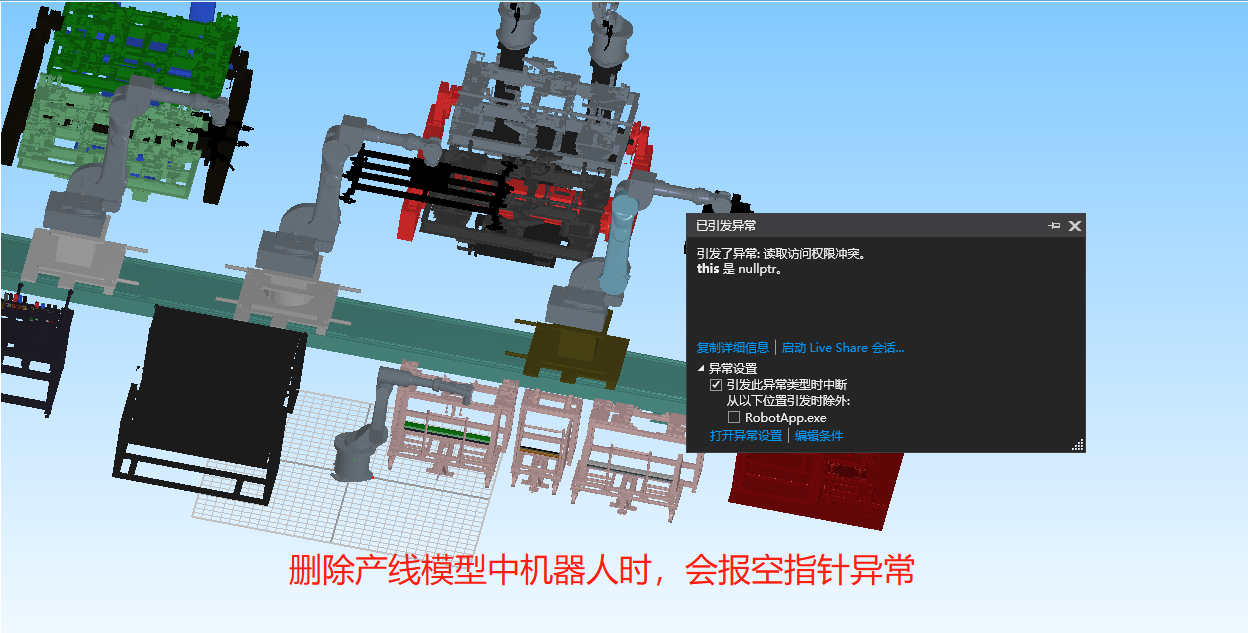 已引发异常
引发了异常: 读取访问权限冲突。
this 是 nullptr。
复制详细信息 | 启动 Live Share 会话...
异常设置
引发此异常类型时中断
从以下位置引发时除外:
RobotApp.exe
打开异常设置 | 编辑条件
删除产线模型中机器人时，会报空指针异常